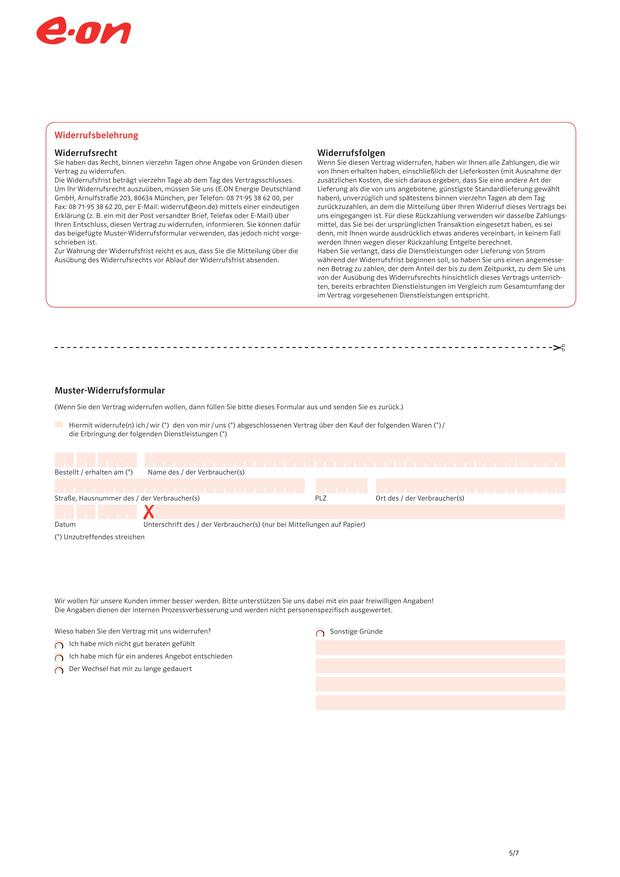 e·on
Widerrufsbelehrung
Widerrufsrecht
Sie haben das Recht, binnen vierzehn Tagen ohne Angabe von Gründen diesen
Vertrag zu widerrufen.
Die Widerrufsfrist beträgt vierzehn Tage ab dem Tag des Vertragsschlusses.
Um Ihr Widerrufsrecht auszuüben, müssen Sie uns (E.ON Energie Deutschland
GmbH, Arnulfstraße 203, 80634 München, per Telefon: 08 71-95 38 62 00, per
Fax: 08 71-95 38 62 20, per E-Mail: widerruf@eon.de) mittels einer eindeutigen
Erklärung (z. B. ein mit der Post versandter Brief, Telefax oder E-Mail) über
Ihren Entschluss, diesen Vertrag zu widerrufen, informieren. Sie können dafür
das beigefügte Muster-Widerrufsformular verwenden, das jedoch nicht vorge-
schrieben ist.
Zur Wahrung der Widerrufsfrist reicht es aus, dass Sie die Mitteilung über die
Ausübung des Widerrufsrechts vor Ablauf der Widerrufsfrist absenden.
Widerrufsfolgen
Wenn Sie diesen Vertrag widerrufen, haben wir Ihnen alle Zahlungen, die wir
von Ihnen erhalten haben, einschließlich der Lieferkosten (mit Ausnahme der
zusätzlichen Kosten, die sich daraus ergeben, dass Sie eine andere Art der
Lieferung als die von uns angebotene, günstigste Standardlieferung gewählt
haben), unverzüglich und spätestens binnen vierzehn Tagen ab dem Tag
zurückzuzahlen, an dem die Mitteilung über Ihren Widerruf dieses Vertrags bei
uns eingegangen ist. Für diese Rückzahlung verwenden wir dasselbe Zahlungs-
mittel, das Sie bei der ursprünglichen Transaktion eingesetzt haben, es sei
denn, mit Ihnen wurde ausdrücklich etwas anderes vereinbart; in keinem Fall
werden Ihnen wegen dieser Rückzahlung Entgelte berechnet.
Haben Sie verlangt, dass die Dienstleistungen oder Lieferung von Strom
während der Widerrufsfrist beginnen soll, so haben Sie uns einen angemesse-
nen Betrag zu zahlen, der dem Anteil der bis zu dem Zeitpunkt, zu dem Sie uns
von der Ausübung des Widerrufsrechts hinsichtlich dieses Vertrags unterrich-
ten, bereits erbrachten Dienstleistungen im Vergleich zum Gesamtumfang der
im Vertrag vorgesehenen Dienstleistungen entspricht.
Muster-Widerrufsformular
(Wenn Sie den Vertrag widerrufen wollen, dann füllen Sie bitte dieses Formular aus und senden Sie es zurück.)
Hiermit widerrufe(n) ich / wir (*) den von mir / uns (*) abgeschlossenen Vertrag über den Kauf der folgenden Waren (*) /
die Erbringung der folgenden Dienstleistungen (*)
Bestellt / erhalten am (*) Name des / der Verbraucher(s)
Straße, Hausnummer des / der Verbraucher(s) PLZ Ort des / der Verbraucher(s)
X
Datum Unterschrift des / der Verbraucher(s) (nur bei Mitteilungen auf Papier)
(*) Unzutreffendes streichen
Wir wollen für unsere Kunden immer besser werden. Bitte unterstützen Sie uns dabei mit ein paar freiwilligen Angaben!
Die Angaben dienen der internen Prozessverbesserung und werden nicht personenspezifisch ausgewertet.
Wieso haben Sie den Vertrag mit uns widerrufen?
Ich habe mich nicht gut beraten gefühlt
Ich habe mich für ein anderes Angebot entschieden
Der Wechsel hat mir zu lange gedauert
Sonstige Gründe
5/7